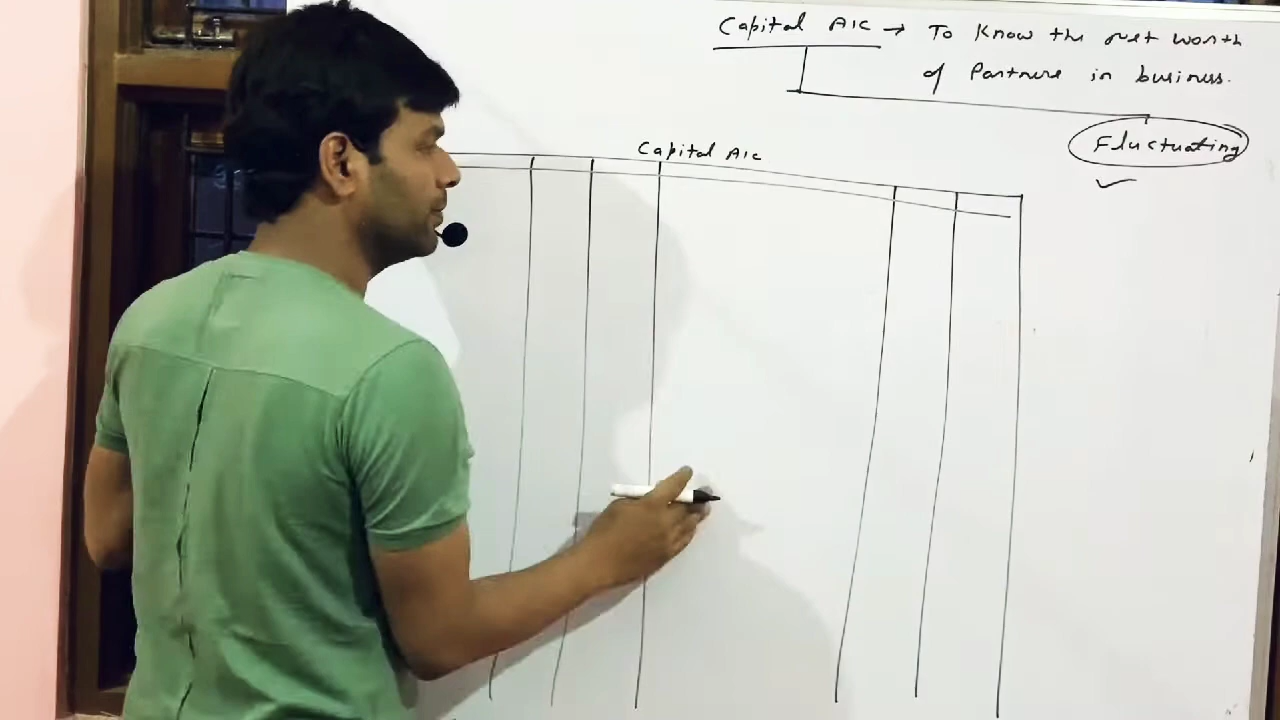 Capital A/c → To Know the net worth
of Partners in business.
Fluctuating
Capital A/c